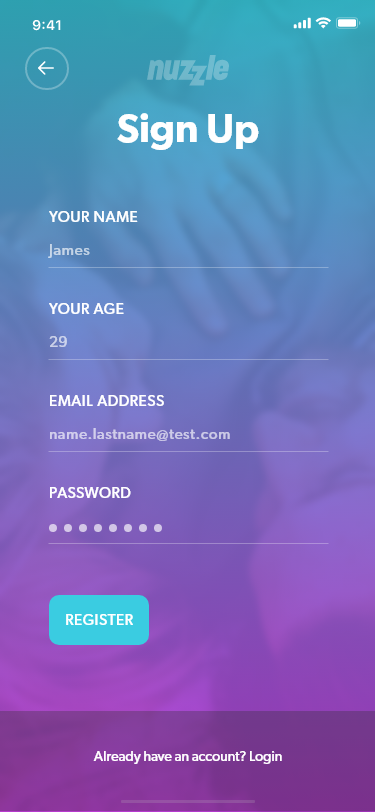 9:41
nuzzle
Sign Up
YOUR NAME
James
YOUR AGE
29
EMAIL ADDRESS
name.lastname@test.com
PASSWORD
REGISTER
Already have an account? Login